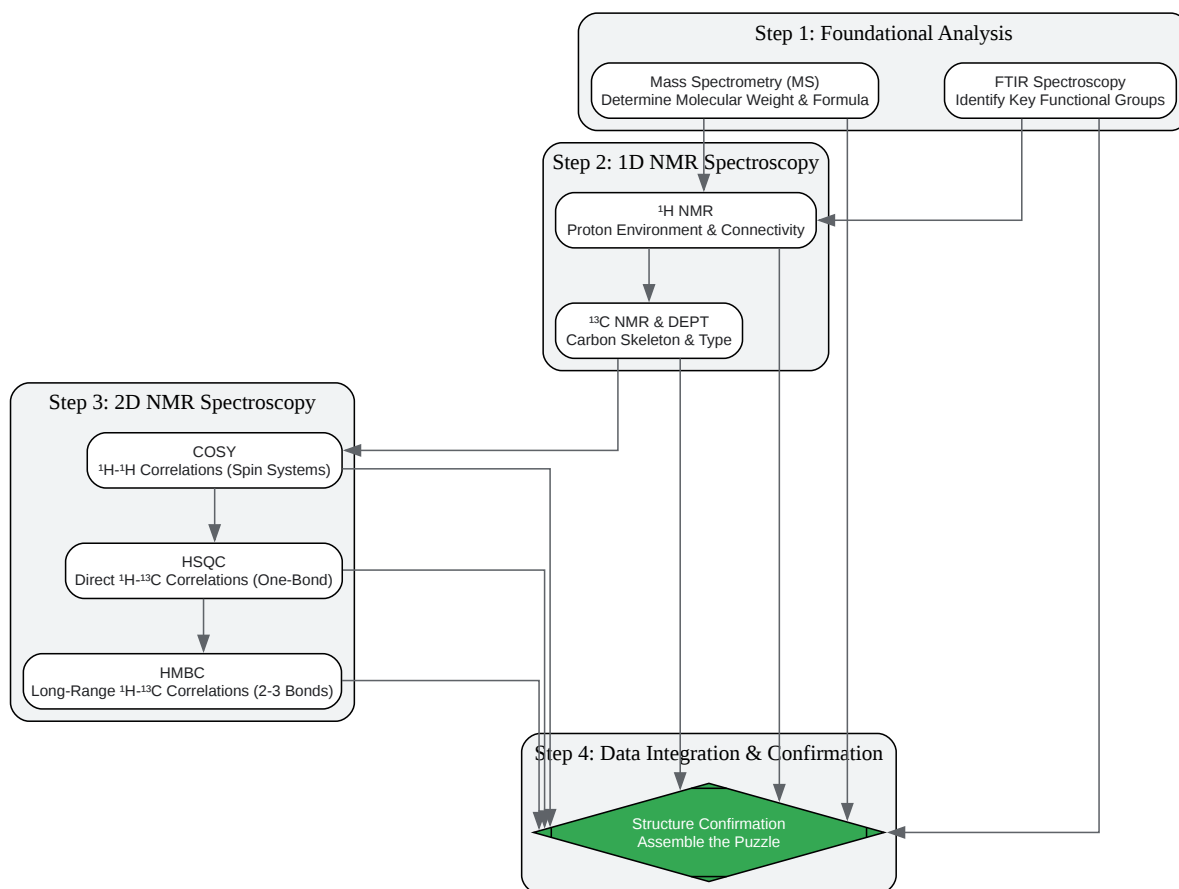 Step 1: Foundational Analysis
Mass Spectrometry (MS)
Determine Molecular Weight & Formula
FTIR Spectroscopy
Identify Key Functional Groups
Step 2: 1D NMR Spectroscopy
¹H NMR
Proton Environment & Connectivity
¹³C NMR & DEPT
Carbon Skeleton & Type
Step 3: 2D NMR Spectroscopy
COSY
¹H-¹H Correlations (Spin Systems)
HSQC
Direct ¹H-¹³C Correlations (One-Bond)
HMBC
Long-Range ¹H-¹³C Correlations (2-3 Bonds)
Step 4: Data Integration & Confirmation
Structure Confirmation
Assemble the Puzzle